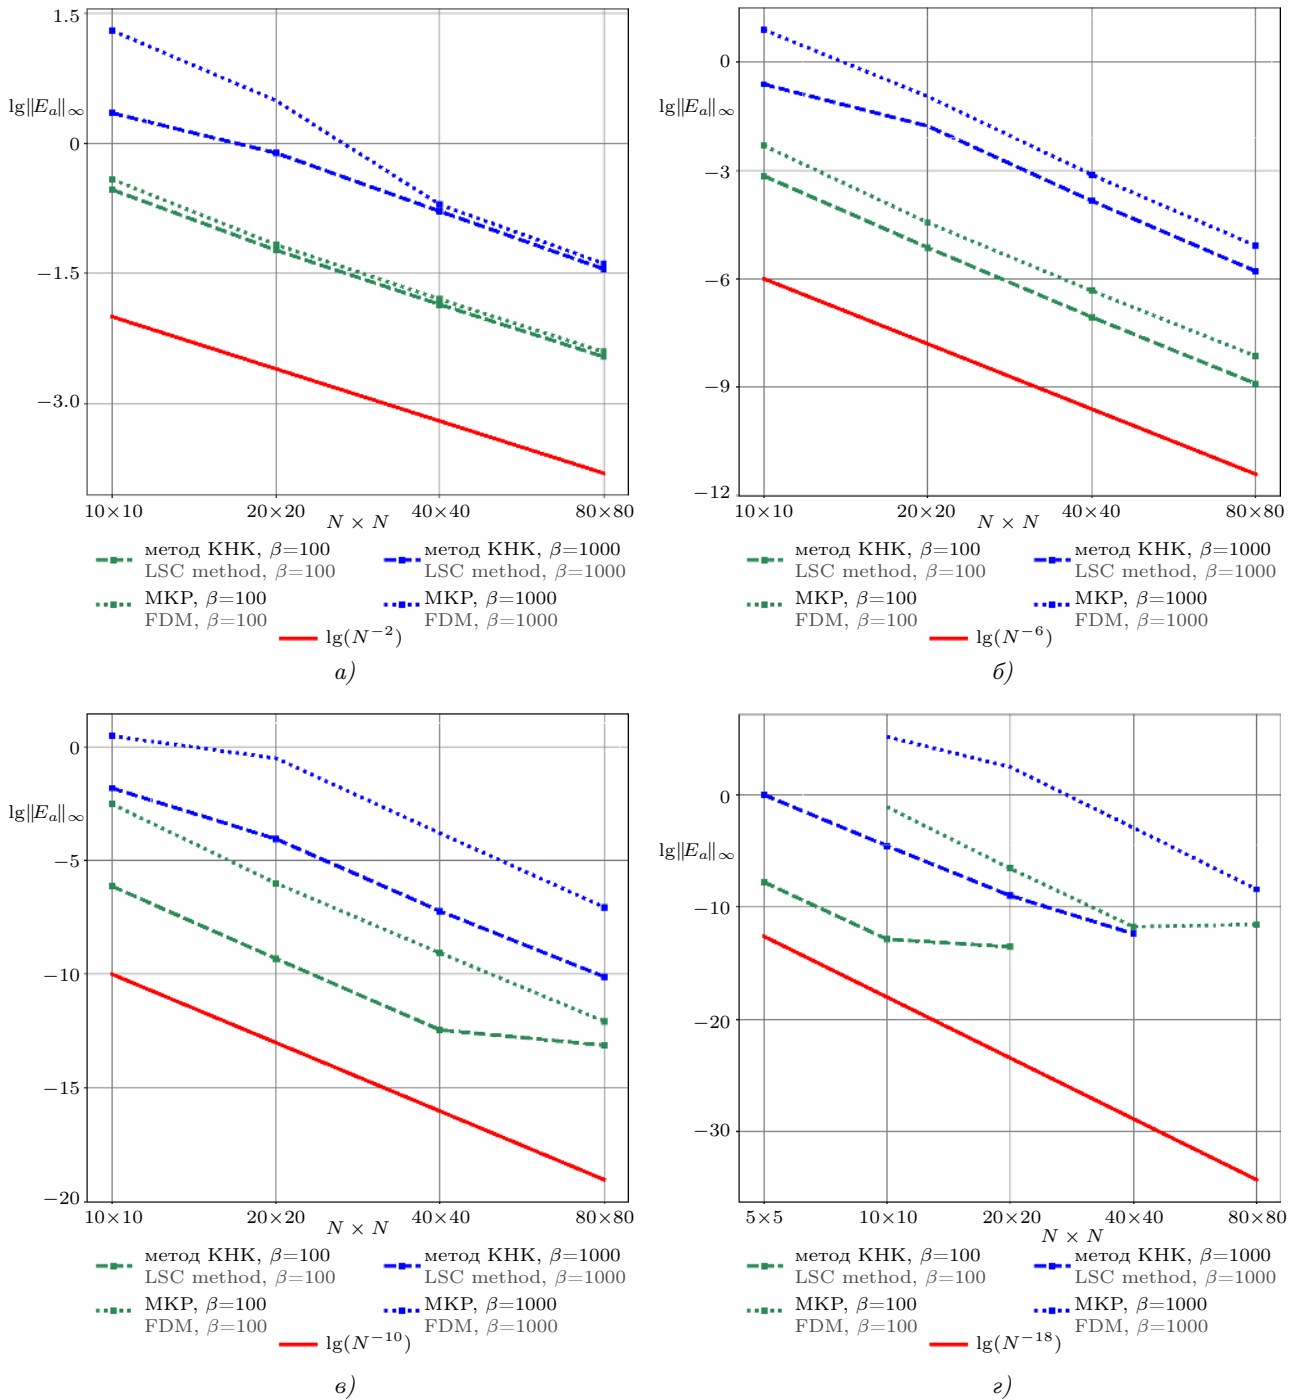 1.5
lg‖E_a‖_∞
0
−1.5
−3.0
10×10
20×20
40×40
80×80
N × N
метод КНК, β=100
LSC method, β=100
МКР, β=100
FDM, β=100
метод КНК, β=1000
LSC method, β=1000
МКР, β=1000
FDM, β=1000
lg(N^{−2})
а)
0
lg‖E_a‖_∞
−3
−6
−9
−12
10×10
20×20
40×40
80×80
N × N
метод КНК, β=100
LSC method, β=100
МКР, β=100
FDM, β=100
метод КНК, β=1000
LSC method, β=1000
МКР, β=1000
FDM, β=1000
lg(N^{−6})
б)
0
lg‖E_a‖_∞
−5
−10
−15
−20
10×10
20×20
40×40
80×80
N × N
метод КНК, β=100
LSC method, β=100
МКР, β=100
FDM, β=100
метод КНК, β=1000
LSC method, β=1000
МКР, β=1000
FDM, β=1000
lg(N^{−10})
в)
0
lg‖E_a‖_∞
−10
−20
−30
5×5
10×10
20×20
40×40
80×80
N × N
метод КНК, β=100
LSC method, β=100
МКР, β=100
FDM, β=100
метод КНК, β=1000
LSC method, β=1000
МКР, β=1000
FDM, β=1000
lg(N^{−18})
г)